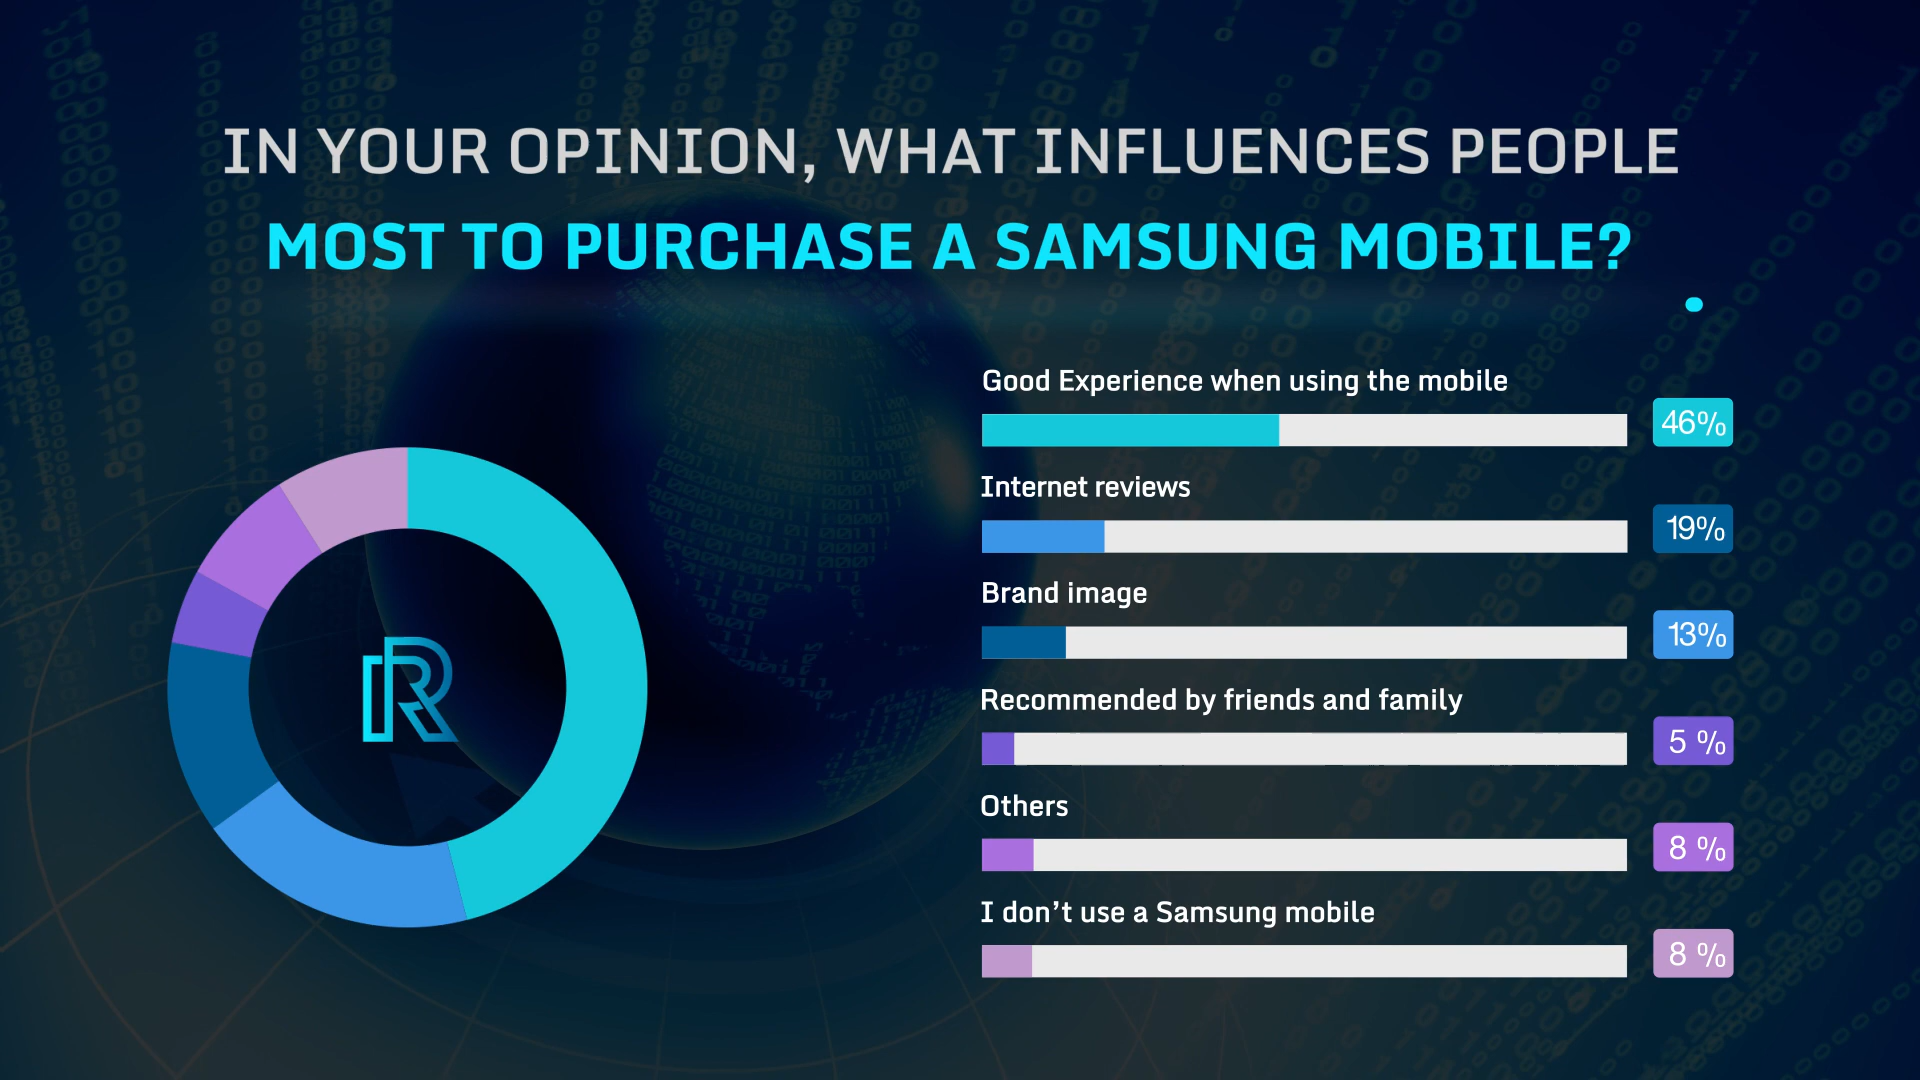 IN YOUR OPINION, WHAT INFLUENCES PEOPLE
MOST TO PURCHASE A SAMSUNG MOBILE?
Good Experience when using the mobile
46%
Internet reviews
19%
Brand image
13%
Recommended by friends and family
5 %
Others
8 %
I don’t use a Samsung mobile
8 %
R